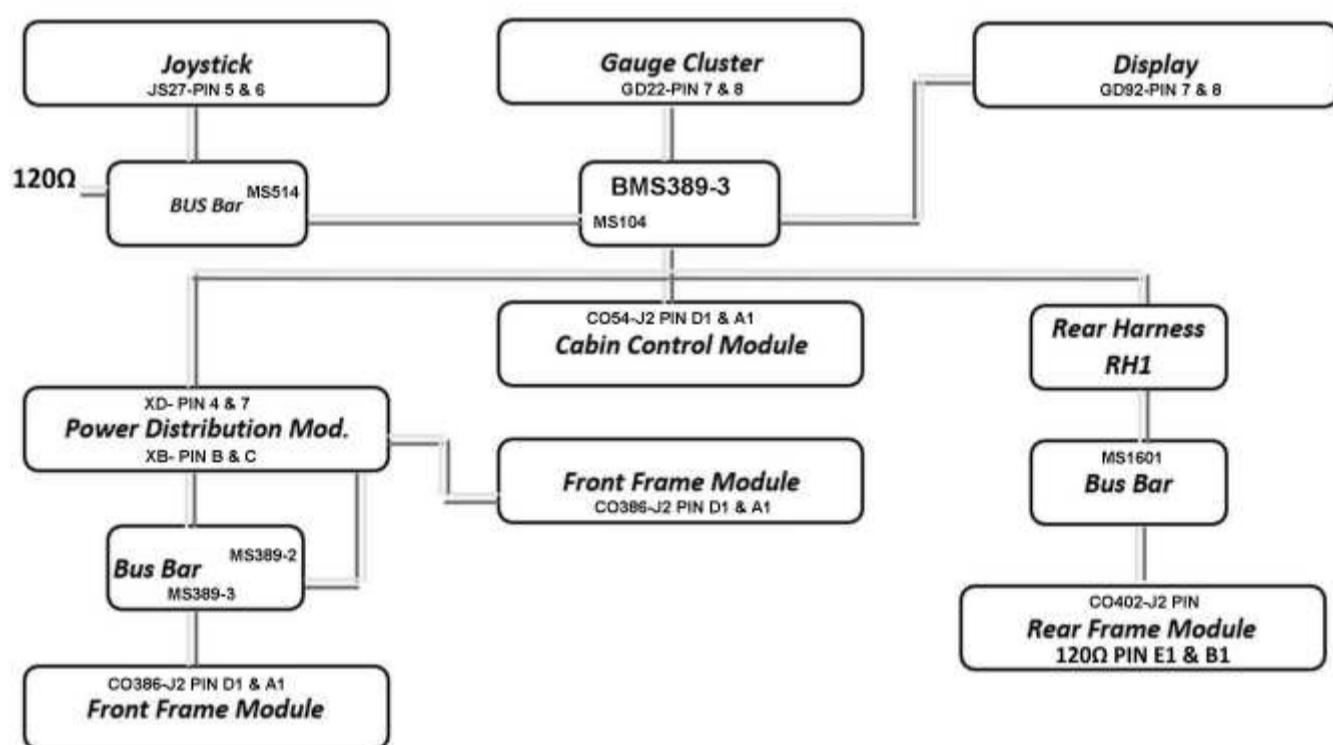 Joystick
JS27-PIN 5 & 6
Gauge Cluster
GD22-PIN 7 & 8
Display
GD92-PIN 7 & 8
120Ω
MS514
BUS Bar
BMS389-3
MS104
CO54-J2 PIN D1 & A1
Cabin Control Module
Rear Harness
RH1
XD- PIN 4 & 7
Power Distribution Mod.
XB- PIN B & C
Front Frame Module
CO386-J2 PIN D1 & A1
MS1601
Bus Bar
MS389-2
Bus Bar
MS389-3
CO402-J2 PIN
Rear Frame Module
120Ω PIN E1 & B1
CO386-J2 PIN D1 & A1
Front Frame Module